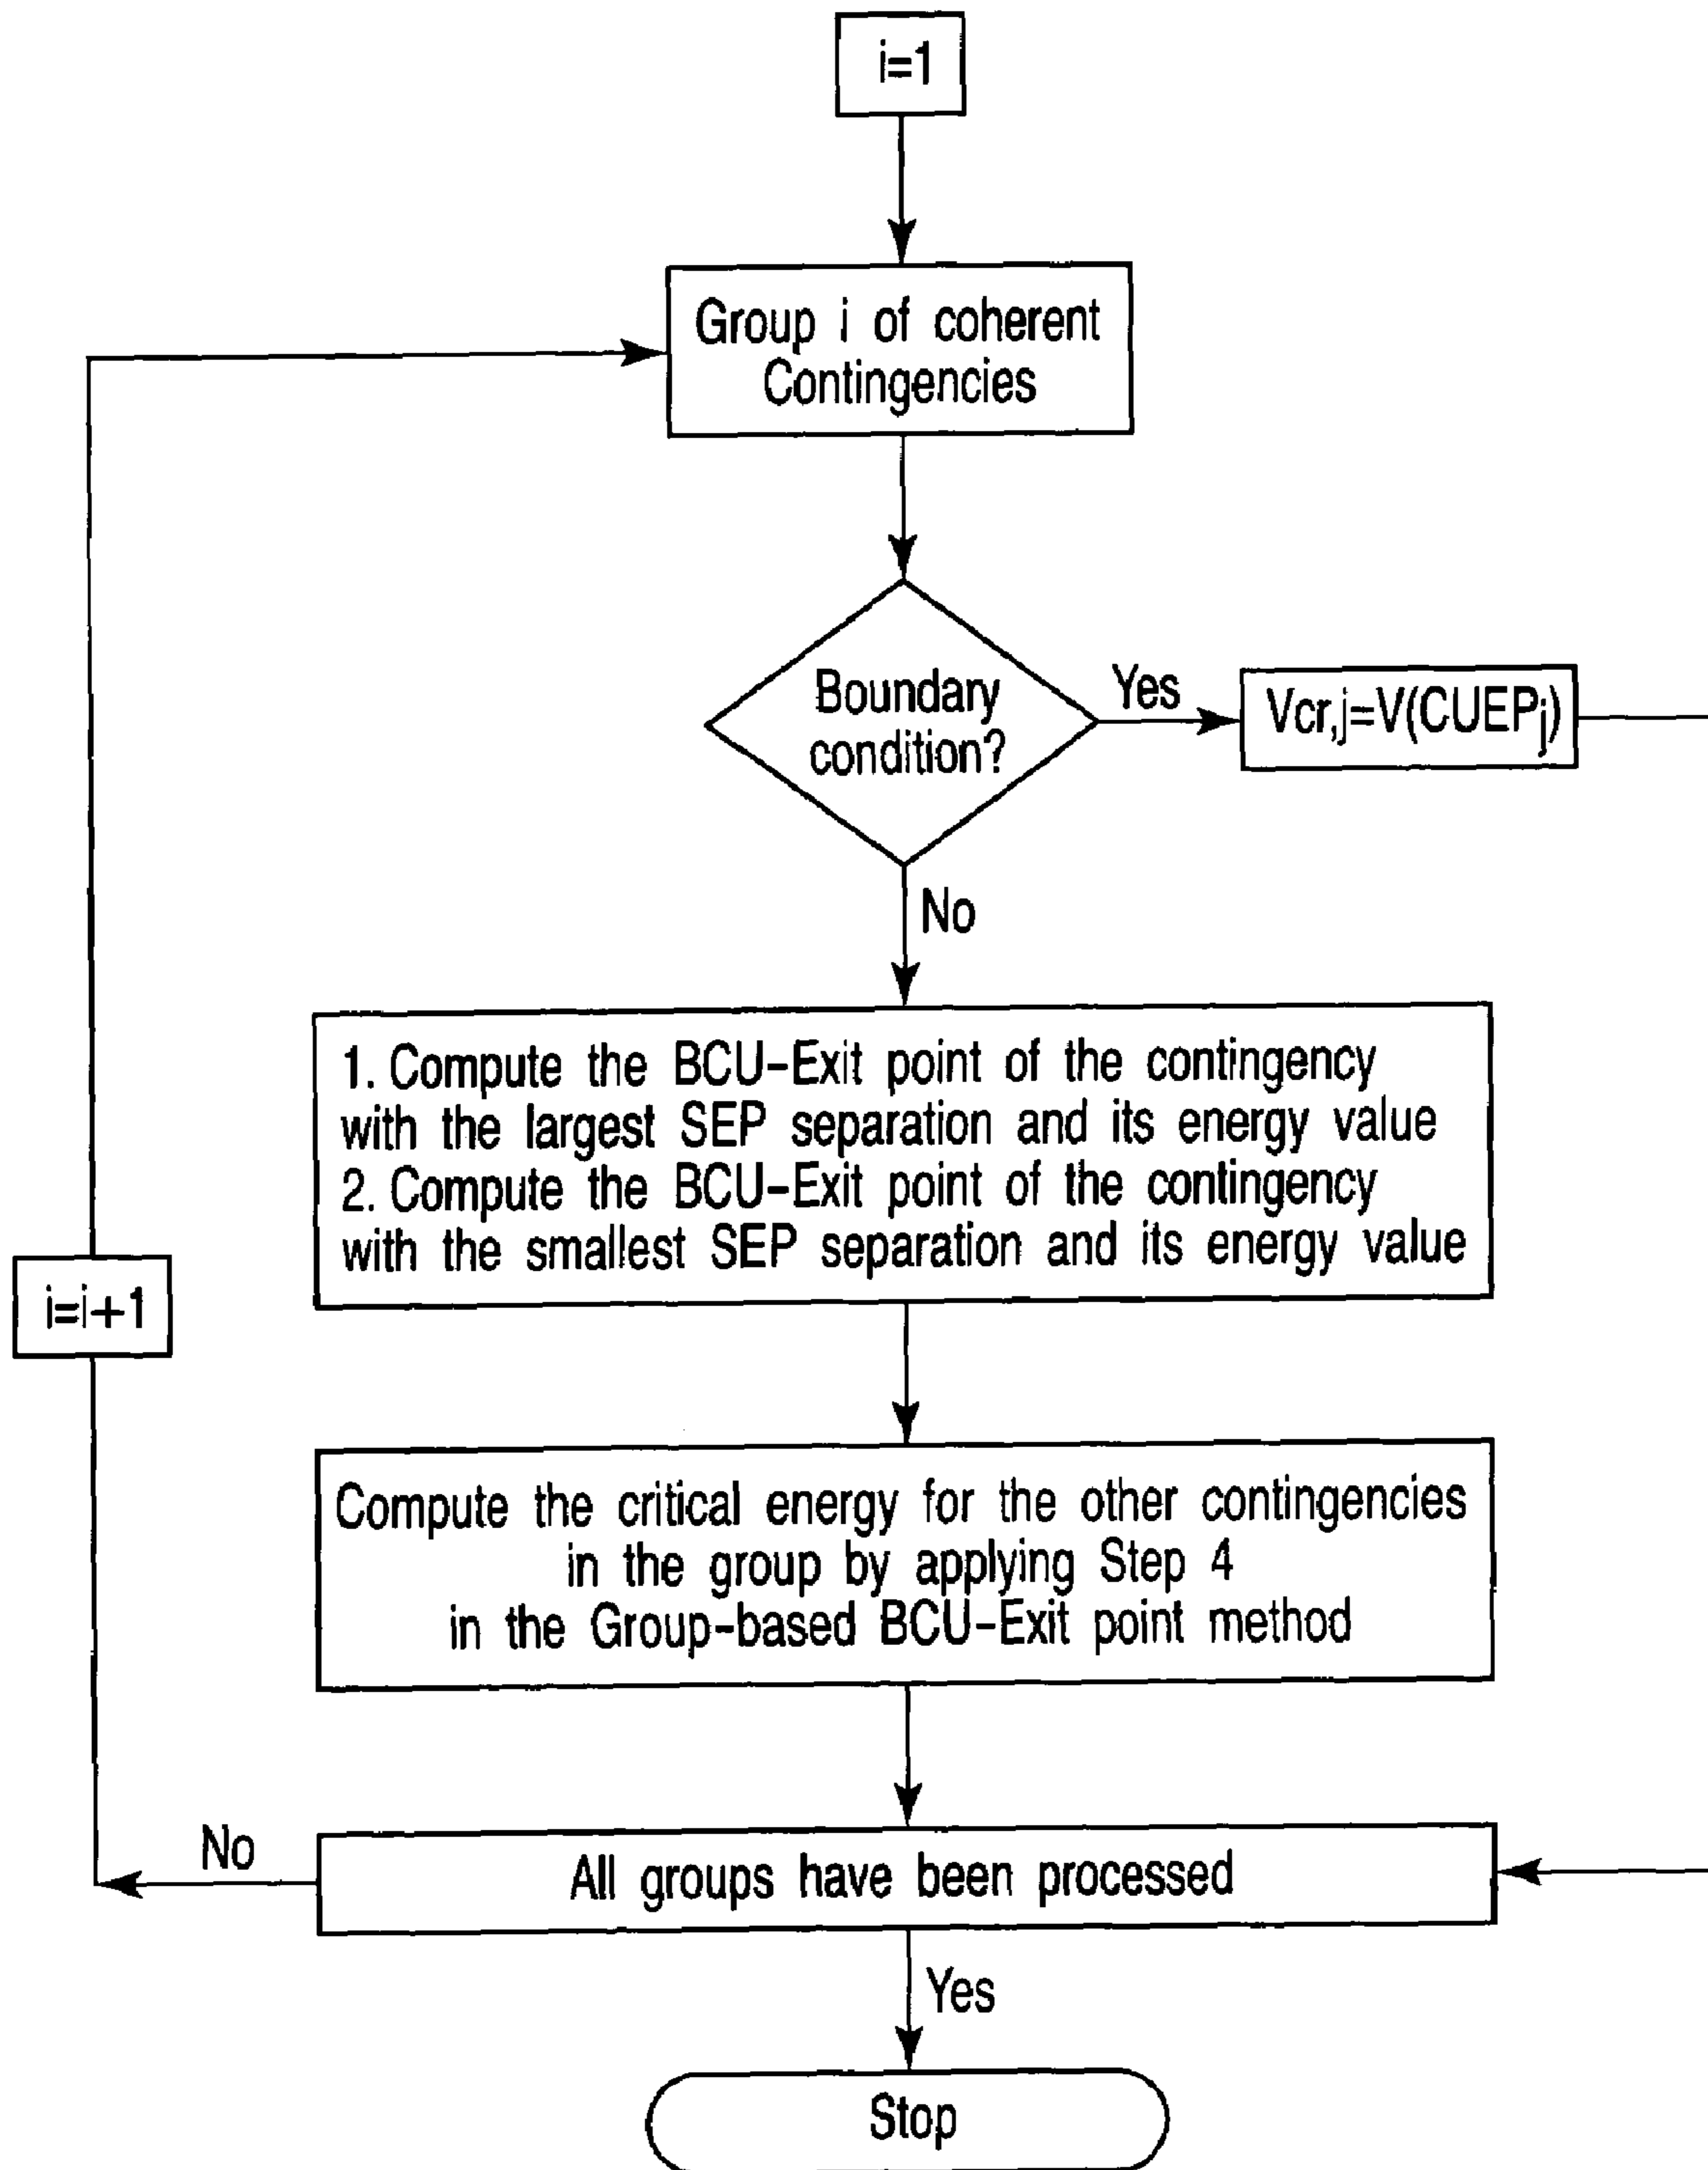 i=1
Group i of coherent
Contingencies
Boundary
condition?
Yes
Vcr,j=V(CUEPj)
No
1. Compute the BCU-Exit point of the contingency
with the largest SEP separation and its energy value
2. Compute the BCU-Exit point of the contingency
with the smallest SEP separation and its energy value
i=i+1
Compute the critical energy for the other contingencies
in the group by applying Step 4
in the Group-based BCU-Exit point method
No
All groups have been processed
Yes
Stop